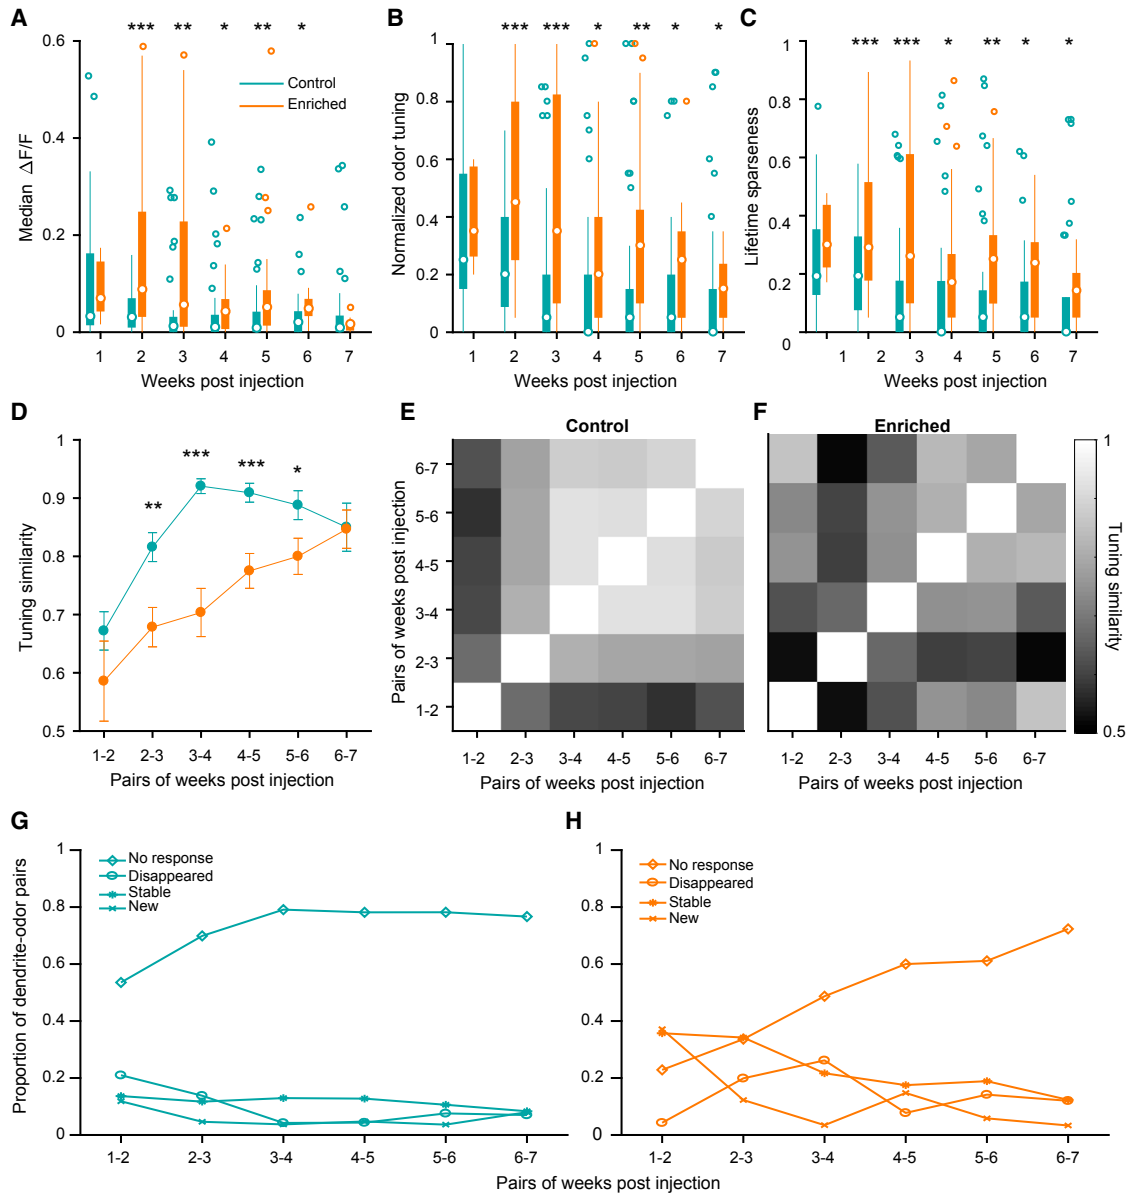 A
*** ** * ** *
0.6
0.4
0.2
0
Median ΔF/F
Control
Enriched
1 2 3 4 5 6 7
Weeks post injection
B
*** *** * ** * *
1
0.8
0.6
0.4
0.2
0
Normalized odor tuning
1 2 3 4 5 6 7
Weeks post injection
C
*** *** * ** * *
1
0.8
0.6
0.4
0.2
0
Lifetime sparseness
1 2 3 4 5 6 7
Weeks post injection
D
1
0.9
0.8
0.7
0.6
0.5
Tuning similarity
** *** *** *
1-2 2-3 3-4 4-5 5-6 6-7
Pairs of weeks post injection
E
Control
6-7
5-6
4-5
3-4
2-3
1-2
Pairs of weeks post injection
1-2 2-3 3-4 4-5 5-6 6-7
Pairs of weeks post injection
F
Enriched
1-2 2-3 3-4 4-5 5-6 6-7
Pairs of weeks post injection
1
Tuning similarity
0.5
G
1
0.8
0.6
0.4
0.2
0
Proportion of dendrite-odor pairs
No response
Disappeared
Stable
New
1-2 2-3 3-4 4-5 5-6 6-7
H
1
0.8
0.6
0.4
0.2
0
No response
Disappeared
Stable
New
1-2 2-3 3-4 4-5 5-6 6-7
Pairs of weeks post injection